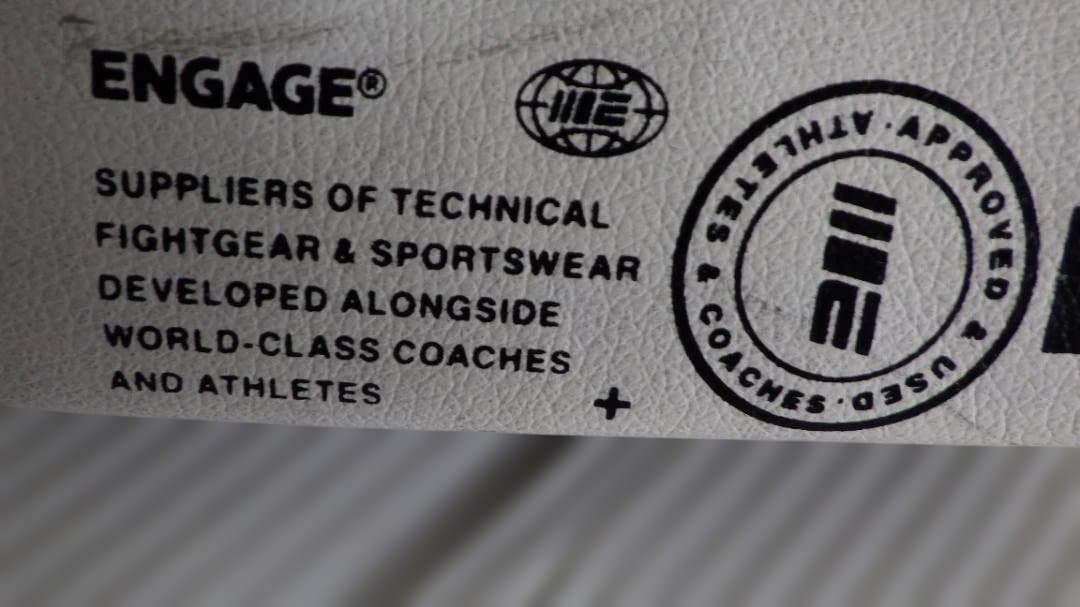 ENGAGE®
SUPPLIERS OF TECHNICAL
FIGHTGEAR & SPORTSWEAR
DEVELOPED ALONGSIDE
WORLD-CLASS COACHES
AND ATHLETES
+
APPROVED & USED · COACHES & ATHLETES ·